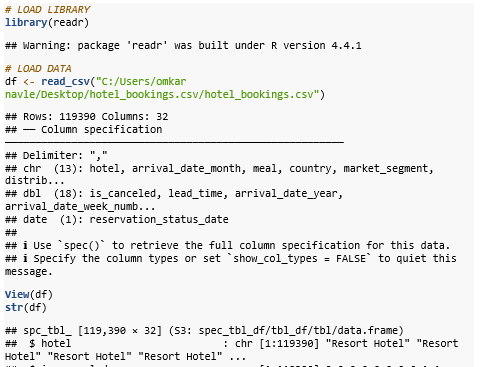 # LOAD LIBRARY
library(readr)
## Warning: package 'readr' was built under R version 4.4.1
# LOAD DATA
df <- read_csv("C:/Users/omkar
navle/Desktop/hotel_bookings.csv/hotel_bookings.csv")
## Rows: 119390 Columns: 32
## ── Column specification
────────────────────────────────────────────────
## Delimiter: ","
## chr  (13): hotel, arrival_date_month, meal, country, market_segment,
distrib...
## dbl  (18): is_canceled, lead_time, arrival_date_year,
arrival_date_week_numb...
## date  (1): reservation_status_date
##
## ℹ Use `spec()` to retrieve the full column specification for this data.
## ℹ Specify the column types or set `show_col_types = FALSE` to quiet this
message.
View(df)
str(df)
## spc_tbl_ [119,390 × 32] (S3: spec_tbl_df/tbl_df/tbl/data.frame)
##  $ hotel                         : chr [1:119390] "Resort Hotel" "Resort
Hotel" "Resort Hotel" "Resort Hotel" ...